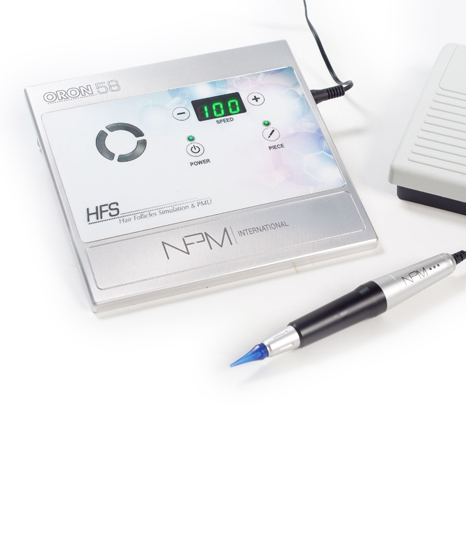 ORON 58
100
SPEED
POWER
PIECE
HFS Hair Follicles Simulation & PMU
NPM INTERNATIONAL
NPM